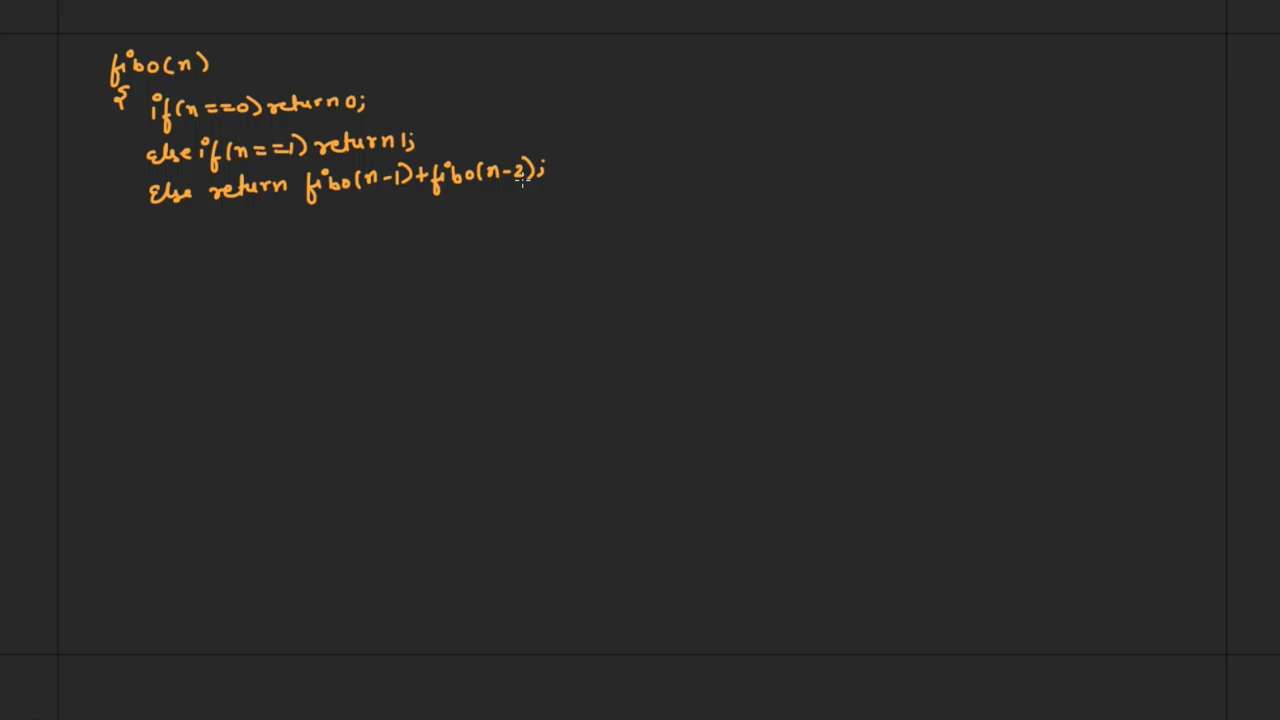 fibo(n)
{ if(n==0) return 0;
else if(n==1) return 1;
Else return fibo(n-1)+fibo(n-2);